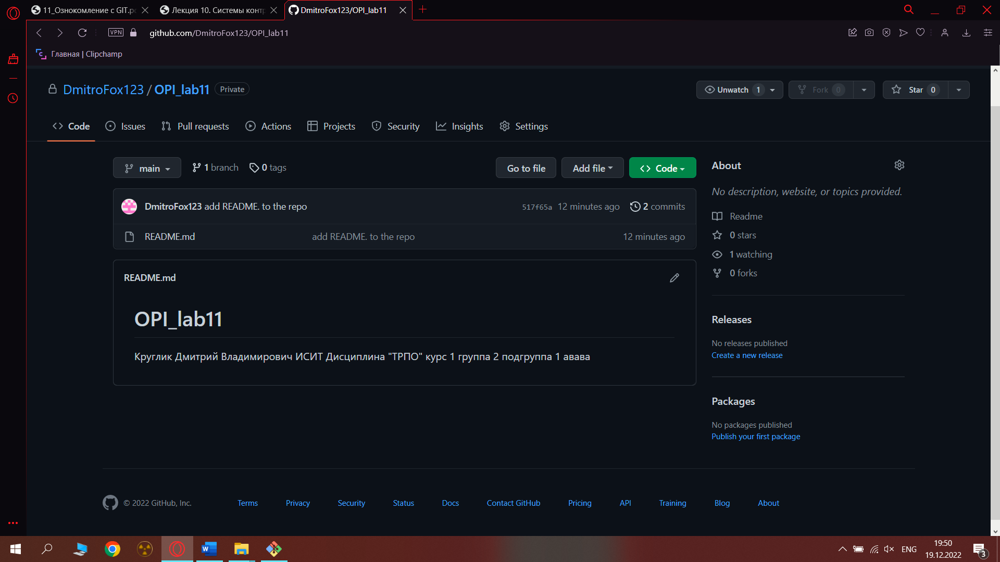 11_Ознокомление с GIT.pd
Лекция 10. Системы контр
DmitroFox123/OPI_lab11
VPN
github.com/DmitroFox123/OPI_lab11
Главная | Clipchamp
DmitroFox123 / OPI_lab11 Private
Unwatch 1
Fork 0
Star 0
Code
Issues
Pull requests
Actions
Projects
Security
Insights
Settings
main
1 branch
0 tags
Go to file
Add file
Code
DmitroFox123 add README. to the repo
517f65a 12 minutes ago
2 commits
README.md
add README. to the repo
12 minutes ago
README.md
OPI_lab11
Круглик Дмитрий Владимирович ИСИТ Дисциплина "ТРПО" курс 1 группа 2 подгруппа 1 авава
About
No description, website, or topics provided.
Readme
0 stars
1 watching
0 forks
Releases
No releases published
Create a new release
Packages
No packages published
Publish your first package
© 2022 GitHub, Inc.
Terms
Privacy
Security
Status
Docs
Contact GitHub
Pricing
API
Training
Blog
About
ENG
19:50
19.12.2022
3